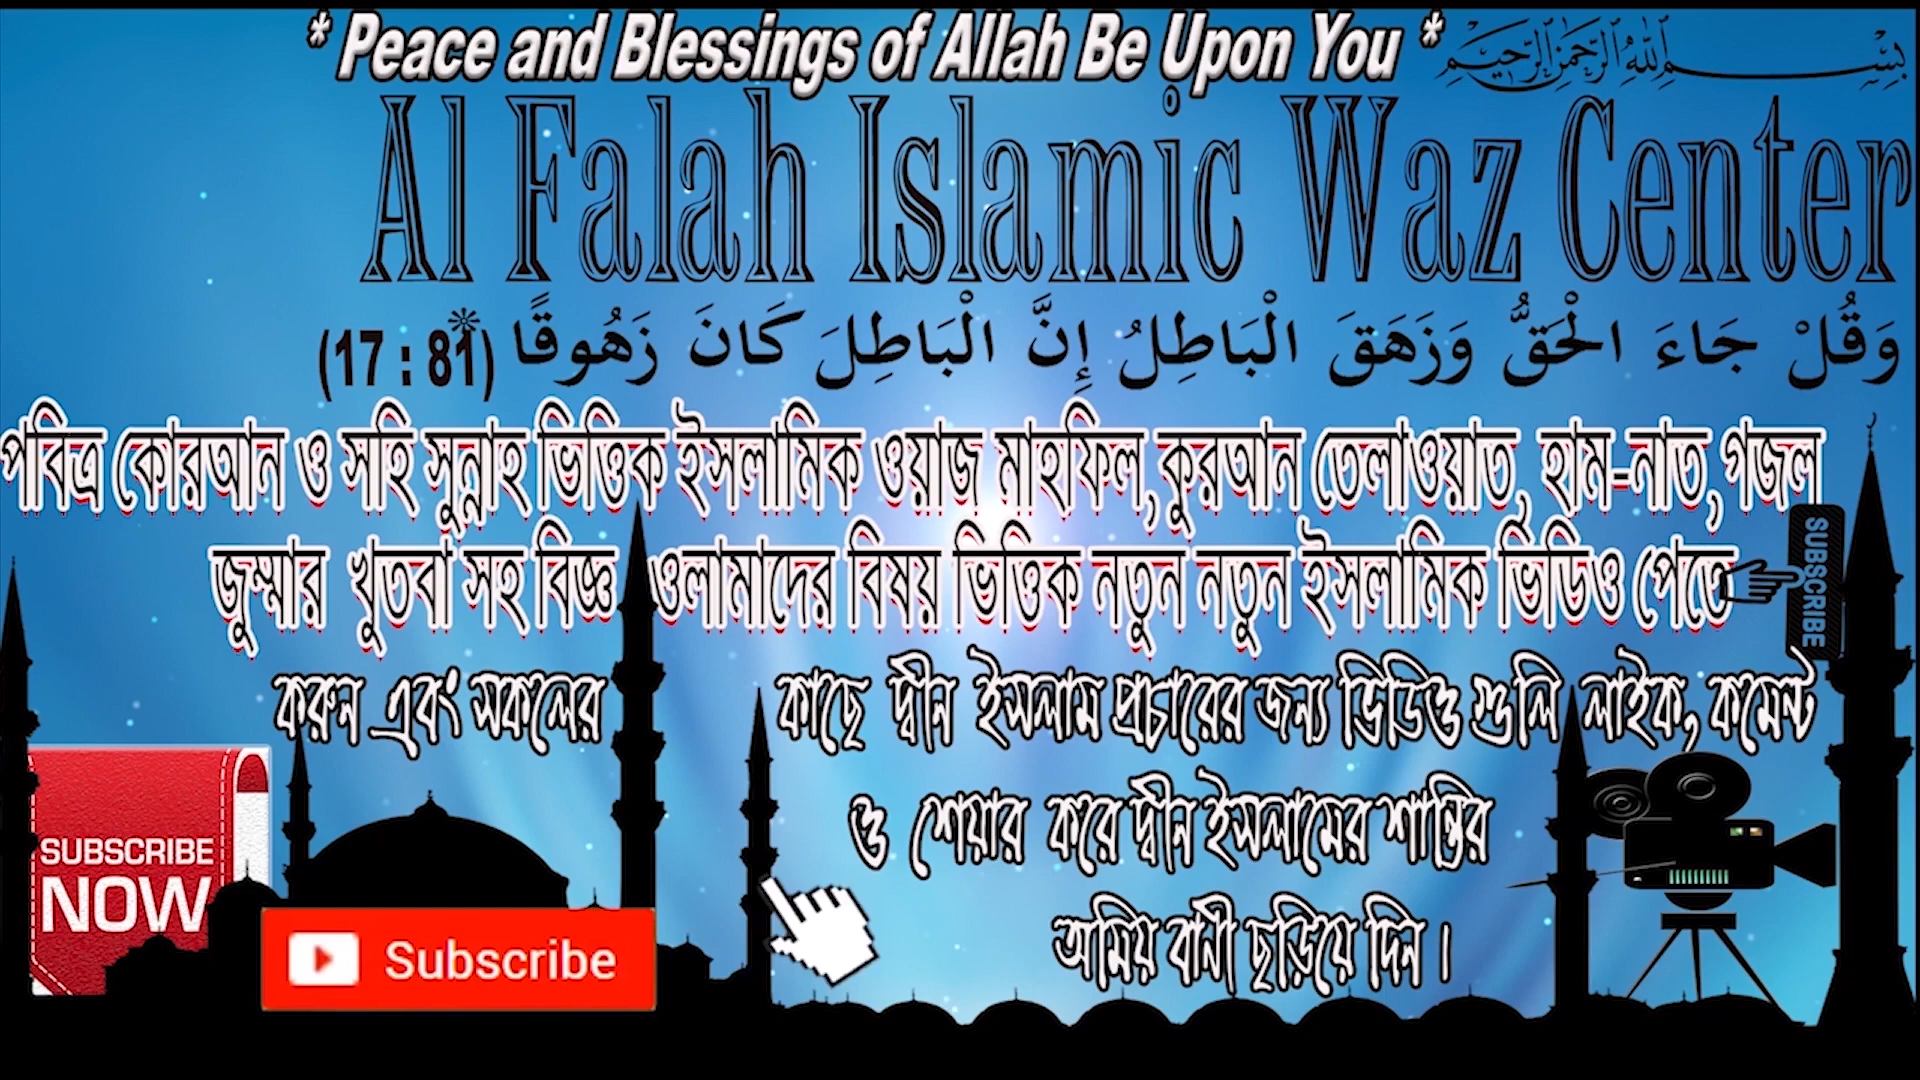 * Peace and Blessings of Allah Be Upon You *
بِسْمِ اللهِ الرَّحْمٰنِ الرَّحِيْمِ
Al Falah Islamic Waz Center
وَقُلْ جَاءَ الْحَقُّ وَزَهَقَ الْبَاطِلُ إِنَّ الْبَاطِلَ كَانَ زَهُوقًا (17 : 81)
পবিত্র কোরআন ও সহি সুন্নাহ ভিত্তিক ইসলামিক ওয়াজ মাহফিল, কুরআন তেলাওয়াত, হাম-নাত, গজল
জুম্মার খুতবা সহ বিজ্ঞ ওলামাদের বিষয় ভিত্তিক নতুন নতুন ইসলামিক ভিডিও পেতে
SUBSCRIBE
করুন এবং সকলের কাছে দ্বীন ইসলাম প্রচারের জন্য ভিডিও গুলি লাইক, কমেন্ট
ও শেয়ার করে দ্বীন ইসলামের শান্তির
অমিয় বানী ছড়িয়ে দিন ।
SUBSCRIBE
NOW
Subscribe